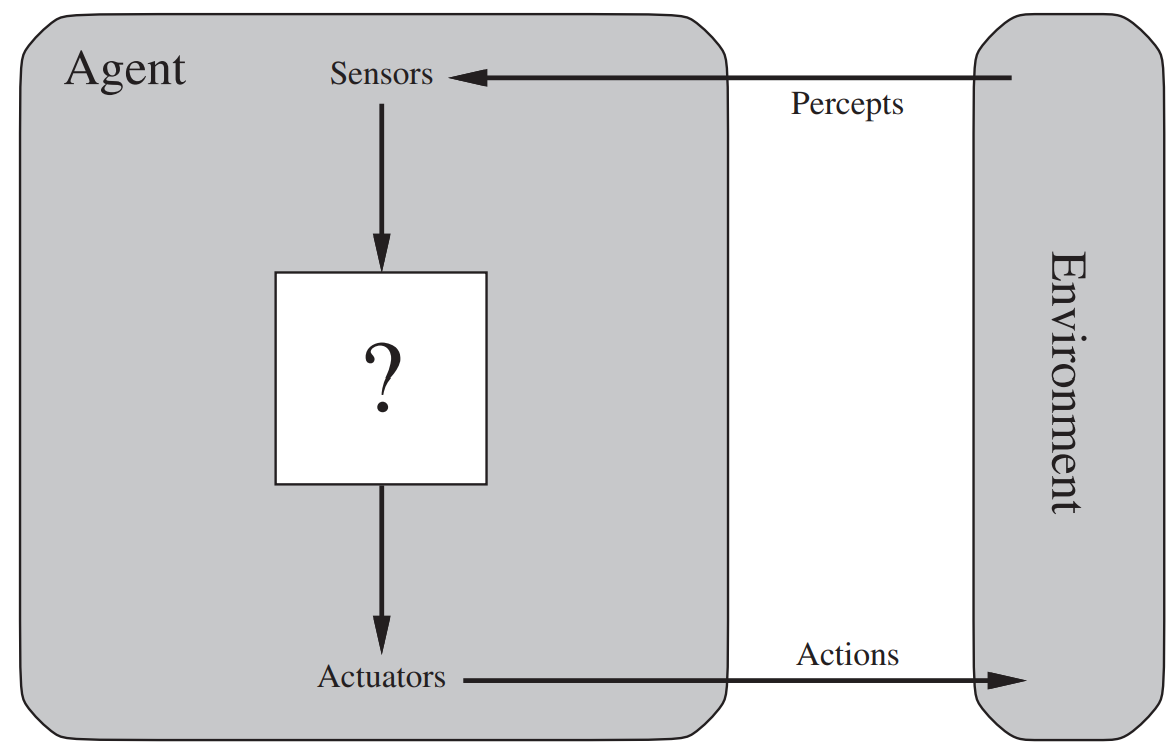 Agent
Sensors
Percepts
?
Environment
Actions
Actuators